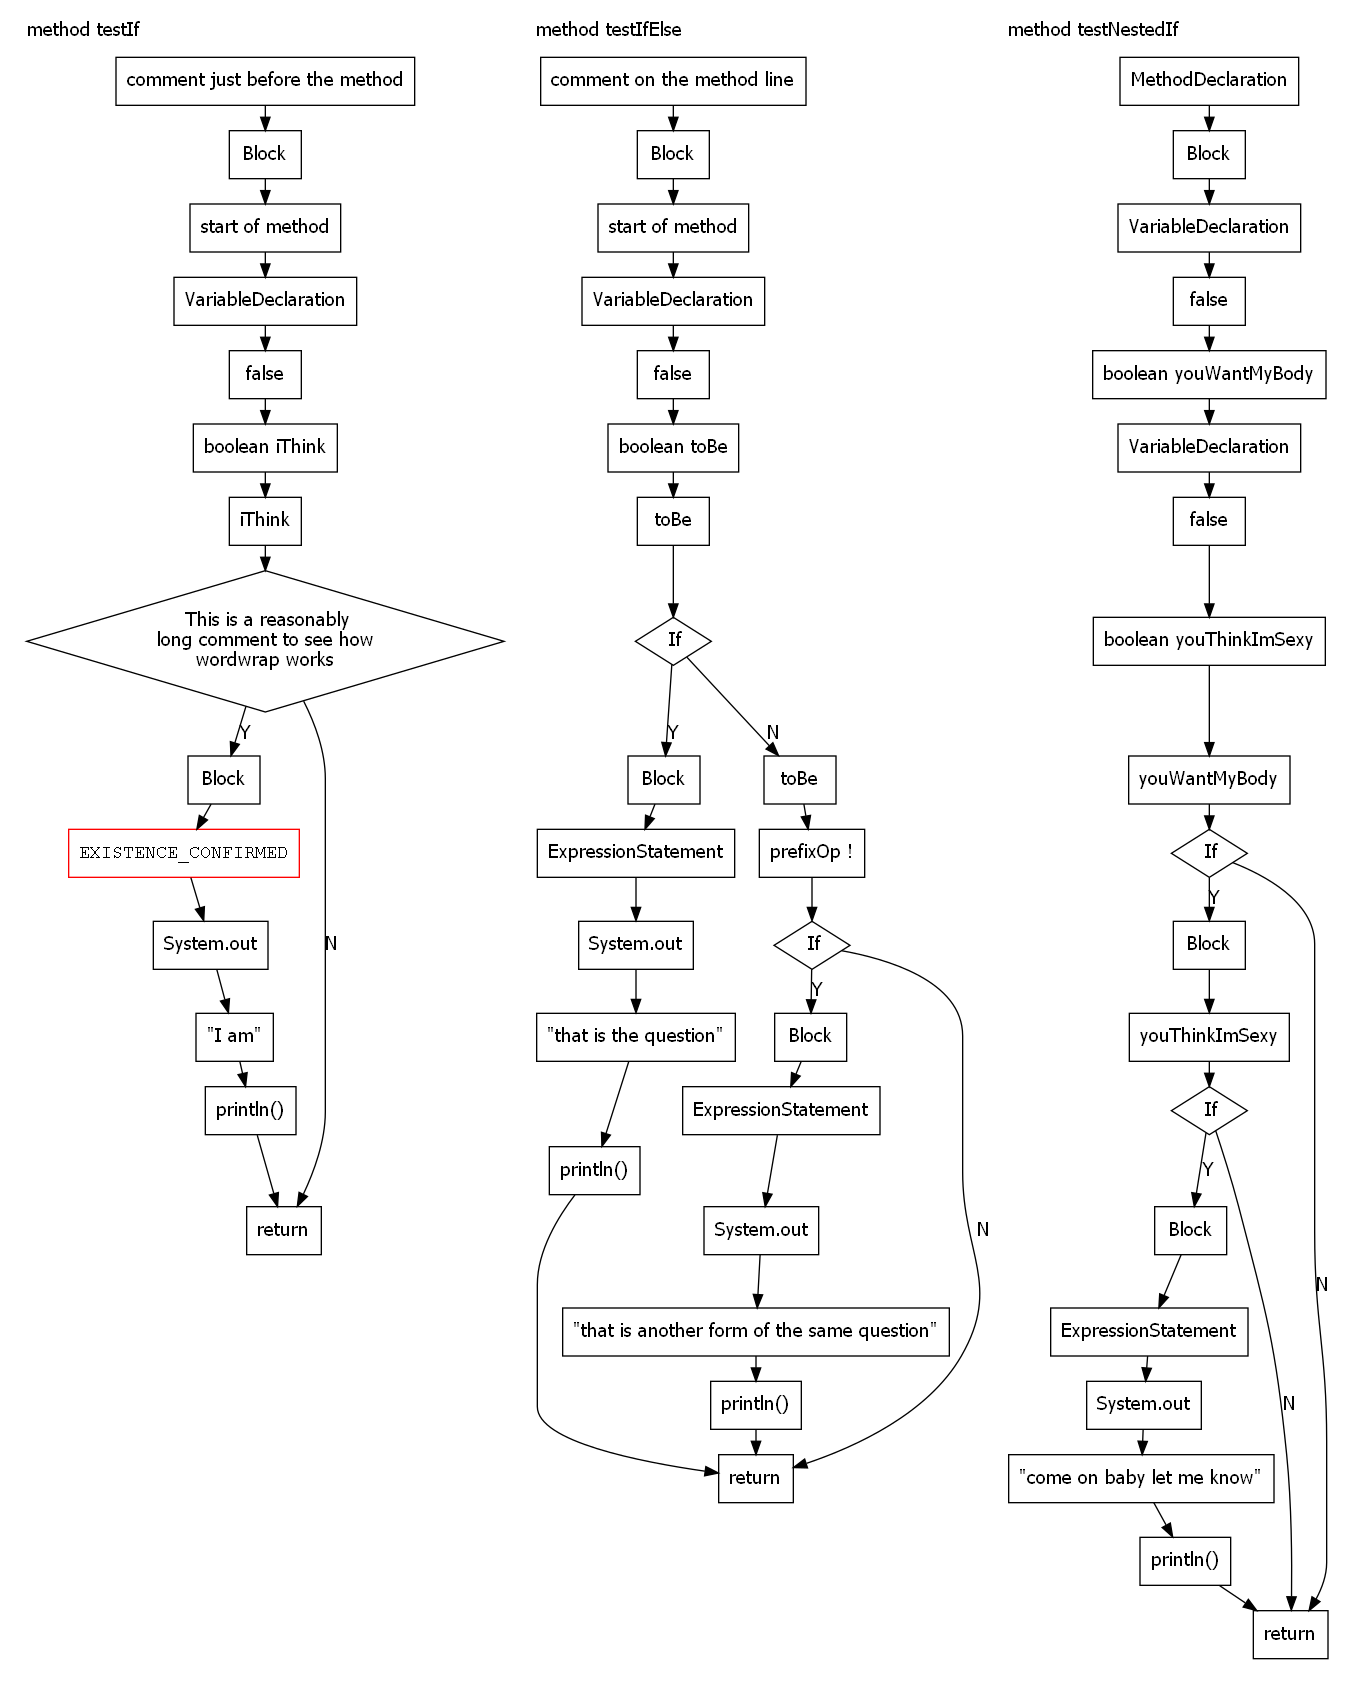 method testIf
comment just before the method
Block
start of method
VariableDeclaration
false
boolean iThink
iThink
This is a reasonably
long comment to see how
wordwrap works
Y
Block
EXISTENCE_CONFIRMED
System.out
N
"I am"
println()
return
method testIfElse
comment on the method line
Block
start of method
VariableDeclaration
false
boolean toBe
toBe
If
Y
N
Block
toBe
ExpressionStatement
prefixOp !
System.out
If
Y
"that is the question"
Block
ExpressionStatement
println()
System.out
N
"that is another form of the same question"
println()
return
method testNestedIf
MethodDeclaration
Block
VariableDeclaration
false
boolean youWantMyBody
VariableDeclaration
false
boolean youThinkImSexy
youWantMyBody
If
Y
Block
youThinkImSexy
If
Y
Block
N
ExpressionStatement
System.out
N
"come on baby let me know"
println()
return